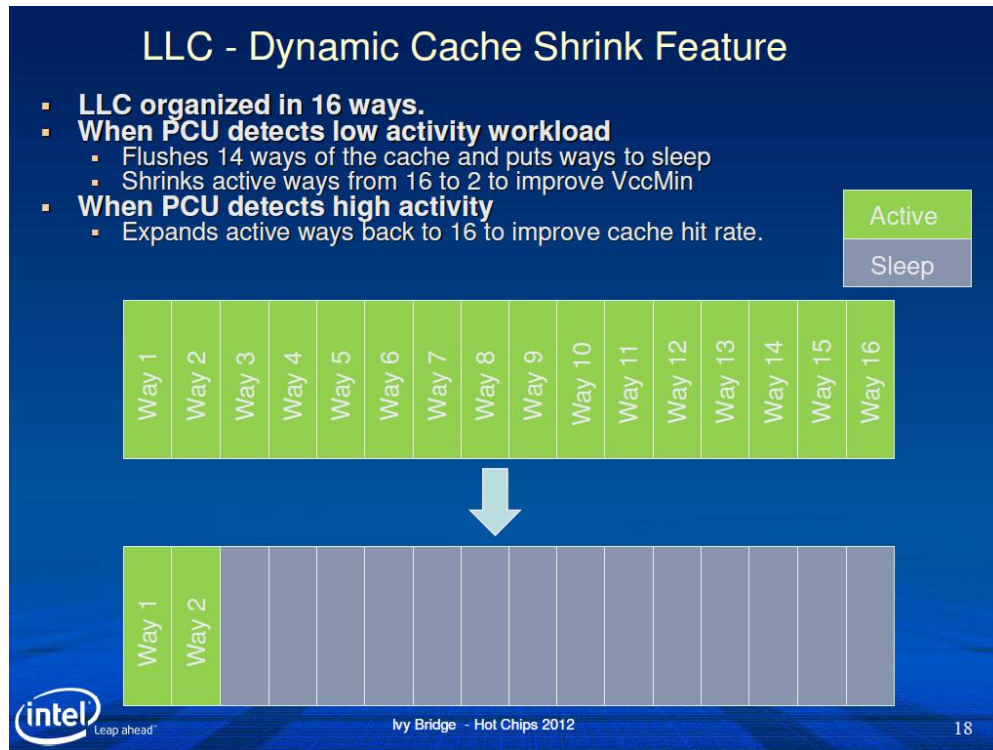 LLC - Dynamic Cache Shrink Feature
▪ LLC organized in 16 ways.
▪ When PCU detects low activity workload
▪ Flushes 14 ways of the cache and puts ways to sleep
▪ Shrinks active ways from 16 to 2 to improve VccMin
▪ When PCU detects high activity
▪ Expands active ways back to 16 to improve cache hit rate.
Active
Sleep
Way 1
Way 2
Way 3
Way 4
Way 5
Way 6
Way 7
Way 8
Way 9
Way 10
Way 11
Way 12
Way 13
Way 14
Way 15
Way 16
Way 1
Way 2
intel
Leap ahead™
Ivy Bridge - Hot Chips 2012
18